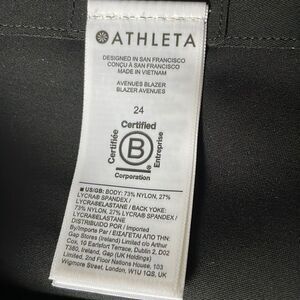 ATHLETA
DESIGNED IN SAN FRANCISCO
CONÇU À SAN FRANCISCO
MADE IN VIETNAM
AVENUES BLAZER
BLAZER AVENUES
24
Certified
B
Corporation
Certifiée
Entreprise
■ US/GB: BODY: 73% NYLON, 27%
LYCRA® SPANDEX /
LYCRA®ELASTANE / BACK YOKE:
73% NYLON, 27% LYCRA® SPANDEX /
LYCRA®ELASTANE
DISTRIBUIDO POR / Importé
By/Importe Par / ΕΙΣΑΓΕΤΑΙ ΑΠΟ ΤΗΝ:
Gap Stores (Ireland) Limited c/o Arthur
Cox, 10 Earlsfort Terrace, Dublin 2, D02
T380, Ireland, Gap (UK Holdings)
Limited, 2nd Floor Nations House, 103
Wigmore Street, London, W1U 1QS, UK